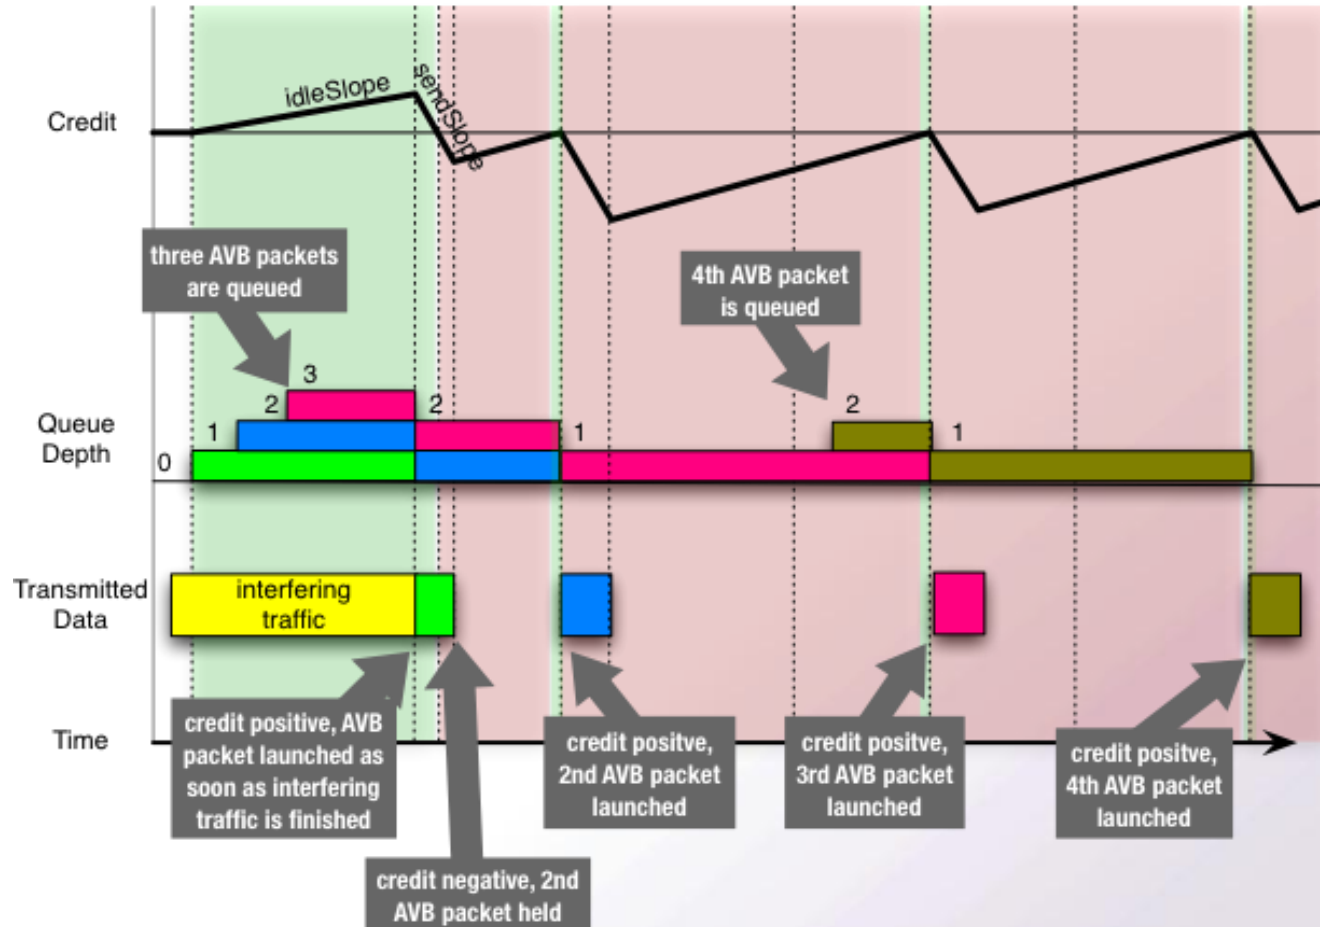 Credit
idleSlope
sendSlope
three AVB packets
are queued
4th AVB packet
is queued
Queue
Depth
0
1
2
3
2
1
2
1
Transmitted
Data
interfering
traffic
Time
credit positive, AVB
packet launched as
soon as interfering
traffic is finished
credit negative, 2nd
AVB packet held
credit positve,
2nd AVB packet
launched
credit positve,
3rd AVB packet
launched
credit positve,
4th AVB packet
launched